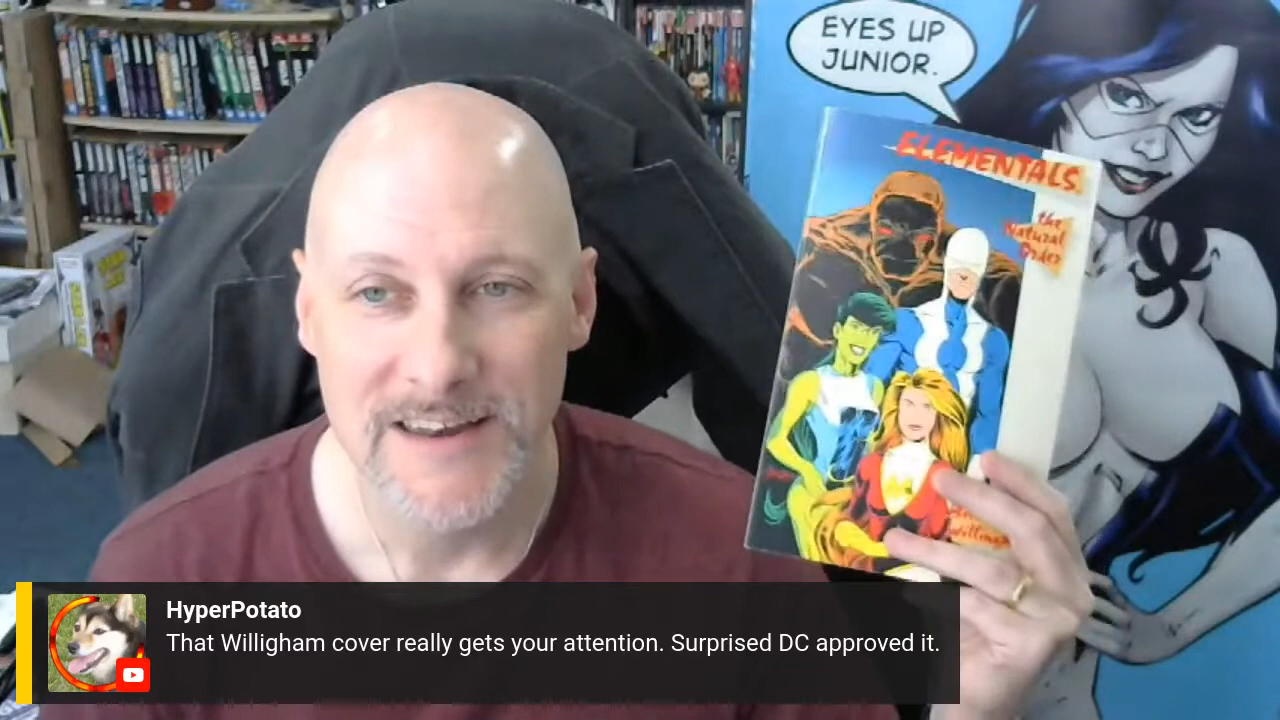 EYES UP
JUNIOR.
ELEMENTALS
the
Natural
Order
HyperPotato
That Willigham cover really gets your attention. Surprised DC approved it.